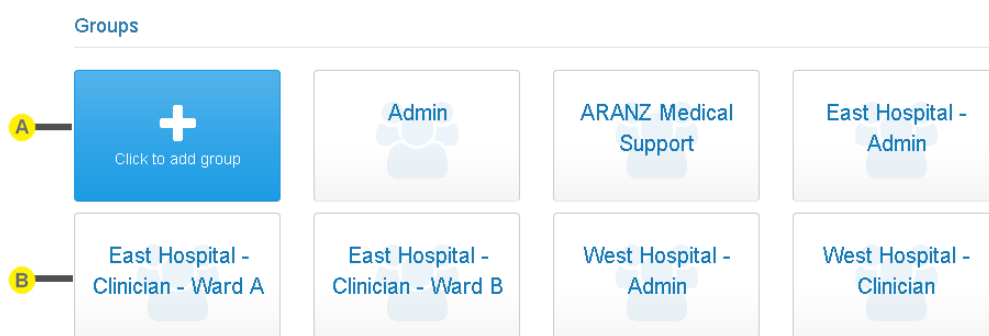 Groups
A
Click to add group
Admin
ARANZ Medical
Support
East Hospital -
Admin
B
East Hospital -
Clinician - Ward A
East Hospital -
Clinician - Ward B
West Hospital -
Admin
West Hospital -
Clinician